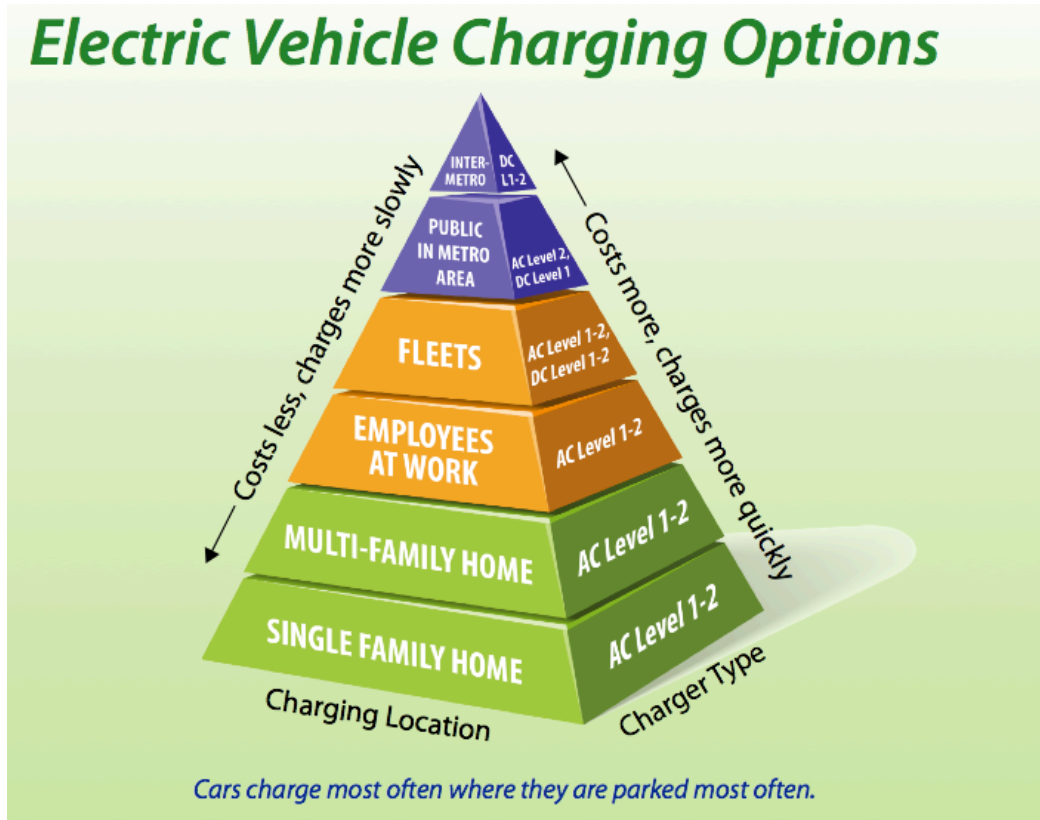 Electric Vehicle Charging Options
INTER-
METRO
DC
L1-2
PUBLIC
IN METRO
AREA
AC Level 2,
DC Level 1
FLEETS
AC Level 1-2,
DC Level 1-2
EMPLOYEES
AT WORK
AC Level 1-2
MULTI-FAMILY HOME
AC Level 1-2
SINGLE FAMILY HOME
AC Level 1-2
Costs less, charges more slowly
Costs more, charges more quickly
Charging Location
Charger Type
Cars charge most often where they are parked most often.